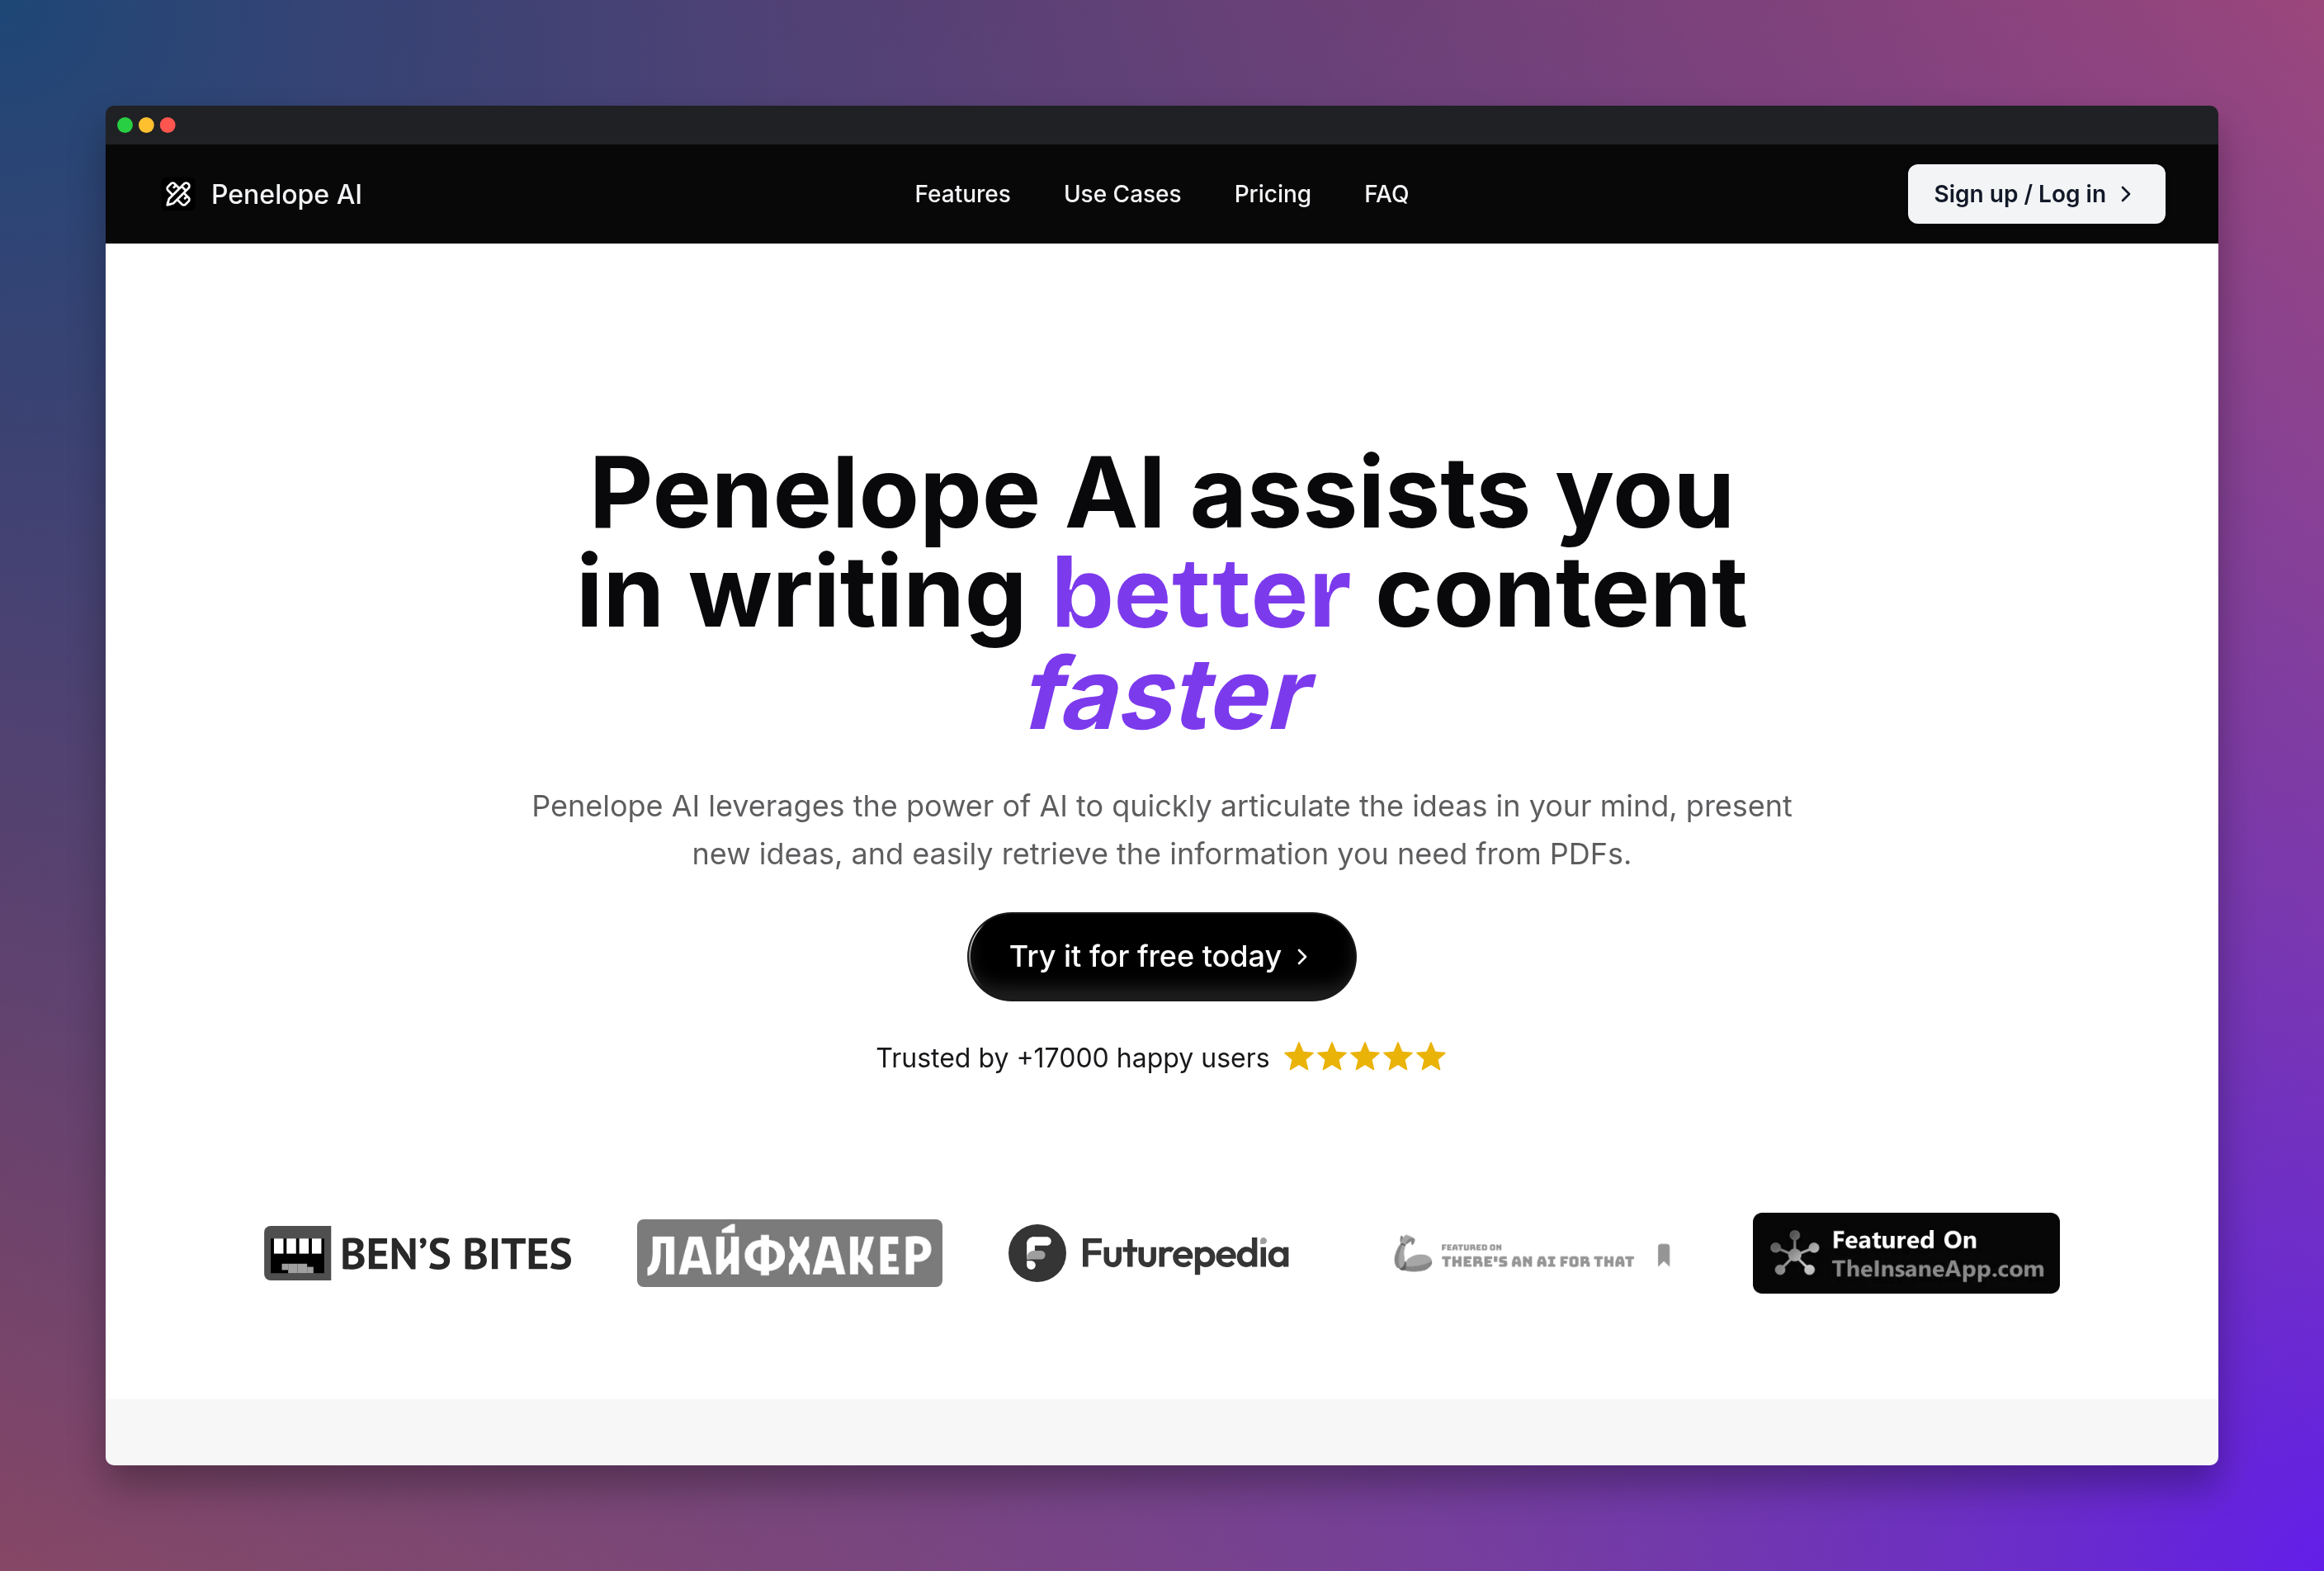 Penelope AI
Features
Use Cases
Pricing
FAQ
Sign up / Log in
Penelope AI assists you
in writing better content
faster
Penelope AI leverages the power of AI to quickly articulate the ideas in your mind, present
new ideas, and easily retrieve the information you need from PDFs.
Try it for free today
Trusted by +17000 happy users
BEN'S BITES
ЛАЙФХАКЕР
Futurepedia
FEATURED ON
THERE'S AN AI FOR THAT
Featured On
TheInsaneApp.com